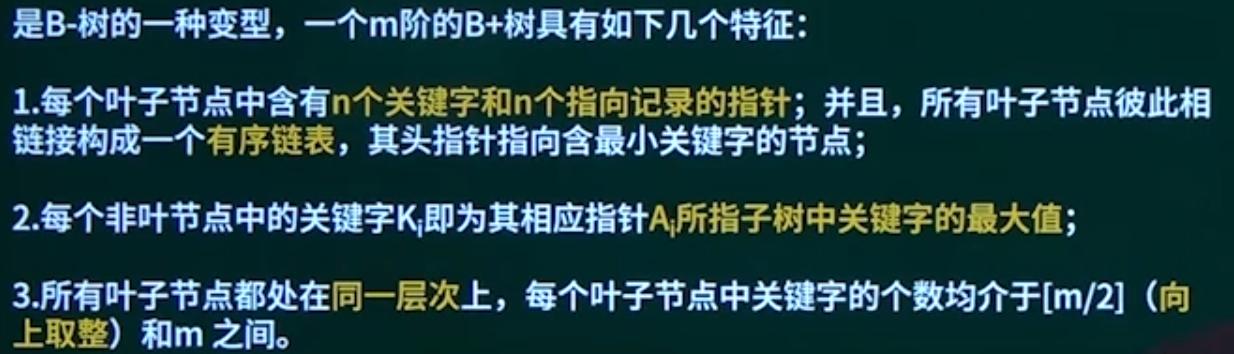 是B-树的一种变型，一个m阶的B+树具有如下几个特征：
1.每个叶子节点中含有n个关键字和n个指向记录的指针；并且，所有叶子节点彼此相
链接构成一个有序链表，其头指针指向含最小关键字的节点；
2.每个非叶节点中的关键字Kᵢ即为其相应指针Aᵢ所指子树中关键字的最大值；
3.所有叶子节点都处在同一层次上，每个叶子节点中关键字的个数均介于[m/2]（向
上取整）和m 之间。